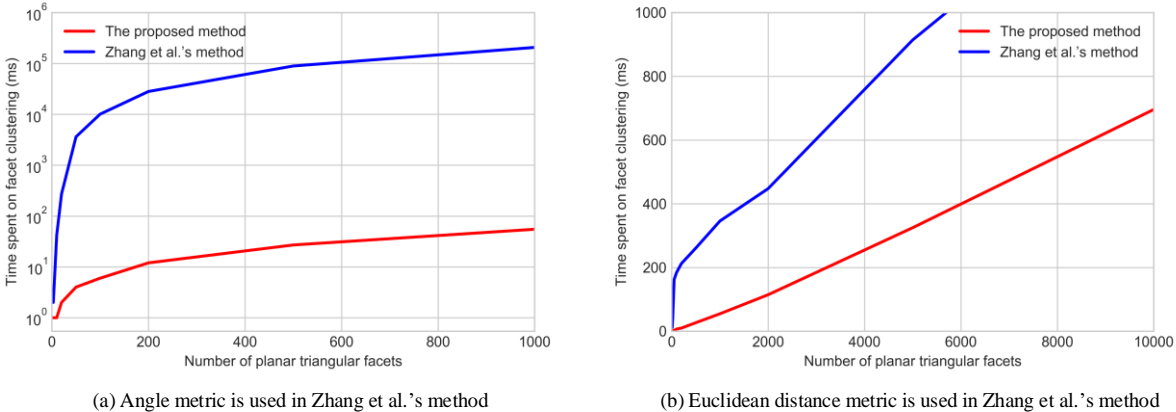 Time spent on facet clustering (ms)
10^6
10^5
10^4
10^3
10^2
10^1
10^0
The proposed method
Zhang et al.'s method
0 200 400 600 800 1000
Number of planar triangular facets
(a) Angle metric is used in Zhang et al.'s method
Time spent on facet clustering (ms)
1000
800
600
400
200
0
The proposed method
Zhang et al.'s method
0 2000 4000 6000 8000 10000
Number of planar triangular facets
(b) Euclidean distance metric is used in Zhang et al.'s method